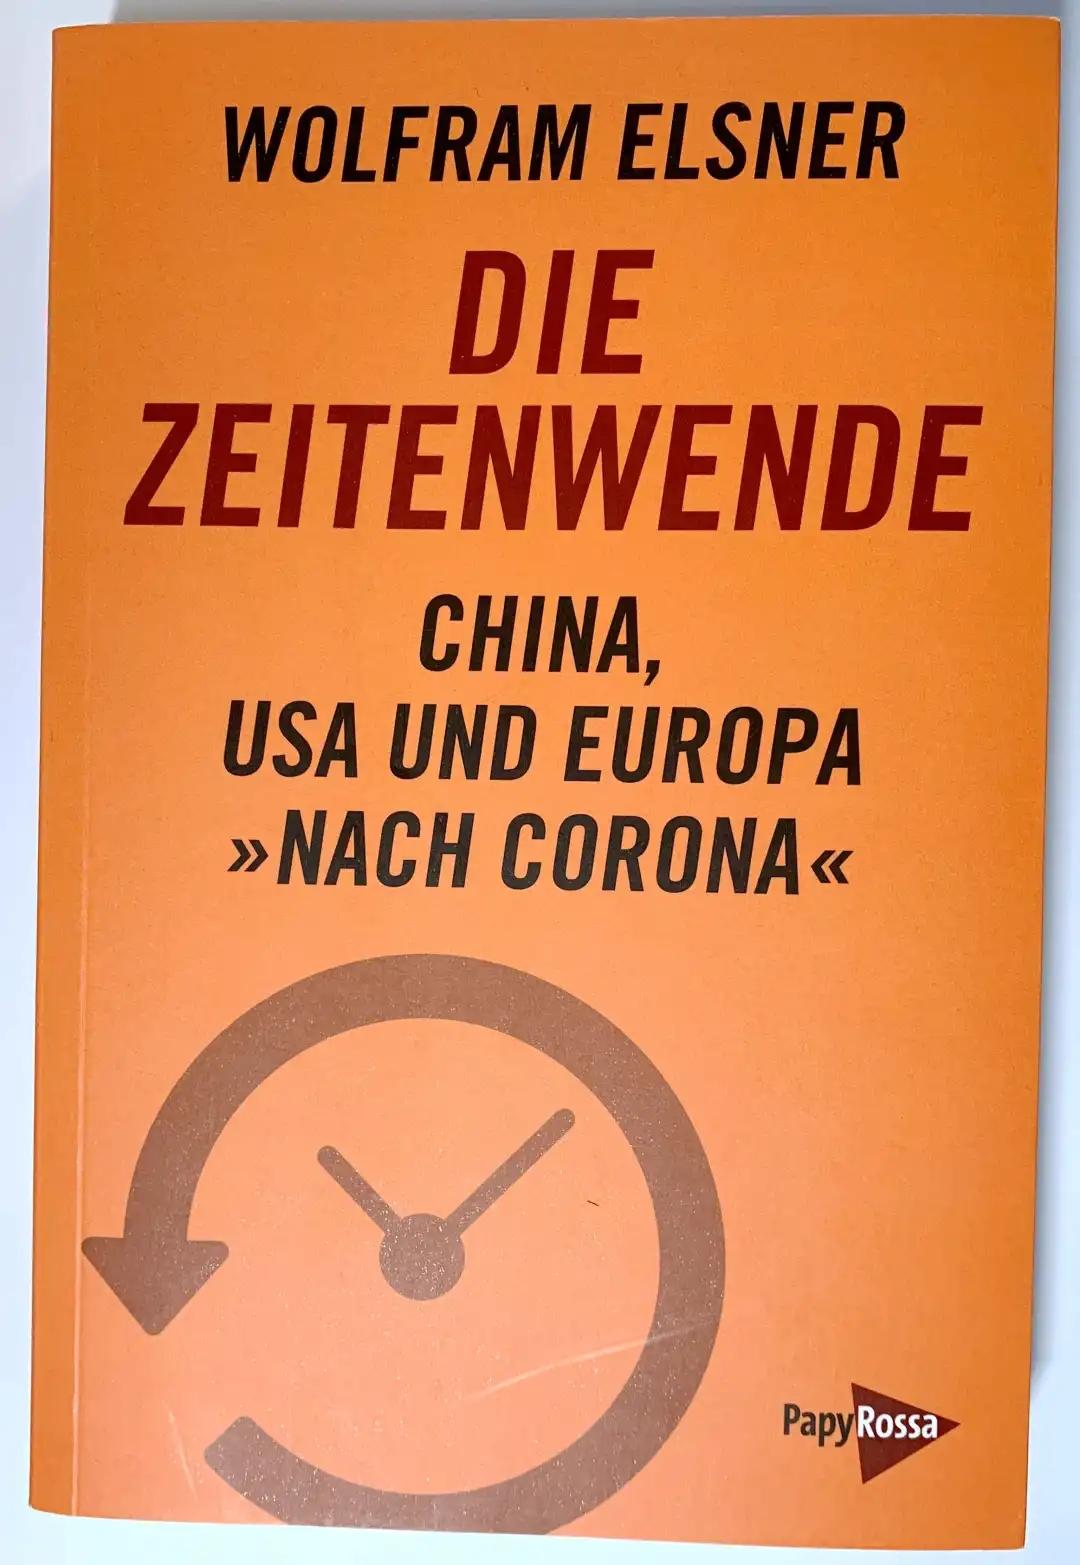 WOLFRAM ELSNER
DIE
ZEITENWENDE
CHINA,
USA UND EUROPA
»NACH CORONA«
PapyRossa